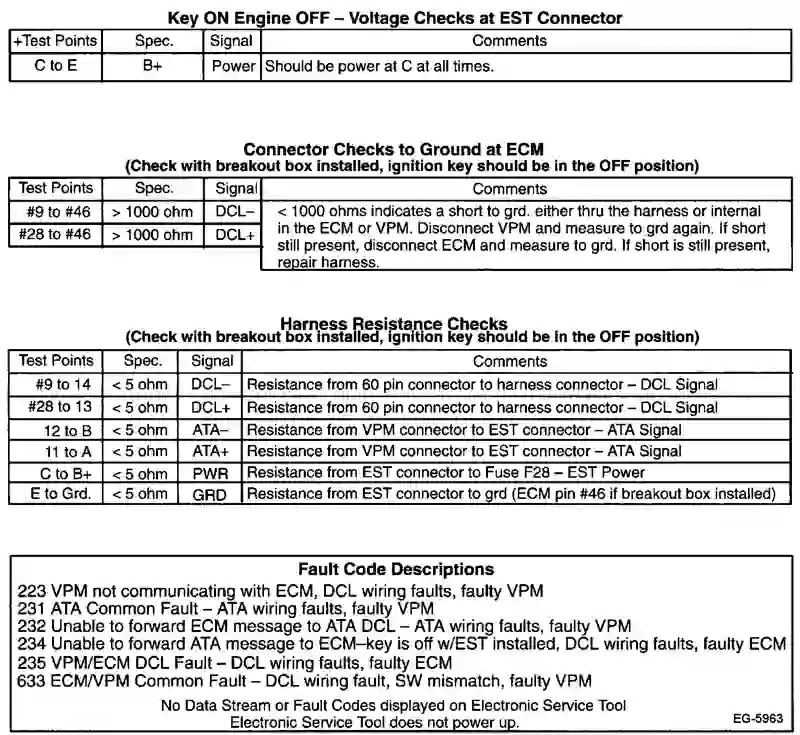 Key ON Engine OFF – Voltage Checks at EST Connector
+Test Points Spec. Signal Comments
C to E B+ Power Should be power at C at all times.
Connector Checks to Ground at ECM
(Check with breakout box installed, ignition key should be in the OFF position)
Test Points Spec. Signal Comments
#9 to #46 > 1000 ohm DCL– < 1000 ohms indicates a short to grd. either thru the harness or internal
#28 to #46 > 1000 ohm DCL+ in the ECM or VPM. Disconnect VPM and measure to grd again. If short
still present, disconnect ECM and measure to grd. If short is still present,
repair harness.
Harness Resistance Checks
(Check with breakout box installed, ignition key should be in the OFF position)
Test Points Spec. Signal Comments
#9 to 14 < 5 ohm DCL– Resistance from 60 pin connector to harness connector – DCL Signal
#28 to 13 < 5 ohm DCL+ Resistance from 60 pin connector to harness connector – DCL Signal
12 to B < 5 ohm ATA– Resistance from VPM connector to EST connector – ATA Signal
11 to A < 5 ohm ATA+ Resistance from VPM connector to EST connector – ATA Signal
C to B+ < 5 ohm PWR Resistance from EST connector to Fuse F28 – EST Power
E to Grd. < 5 ohm GRD Resistance from EST connector to grd (ECM pin #46 if breakout box installed)
Fault Code Descriptions
223 VPM not communicating with ECM, DCL wiring faults, faulty VPM
231 ATA Common Fault – ATA wiring faults, faulty VPM
232 Unable to forward ECM message to ATA DCL – ATA wiring faults, faulty VPM
234 Unable to forward ATA message to ECM–key is off w/EST installed, DCL wiring faults, faulty ECM
235 VPM/ECM DCL Fault – DCL wiring faults, faulty ECM
633 ECM/VPM Common Fault – DCL wiring fault, SW mismatch, faulty VPM
No Data Stream or Fault Codes displayed on Electronic Service Tool
Electronic Service Tool does not power up.
EG-5963